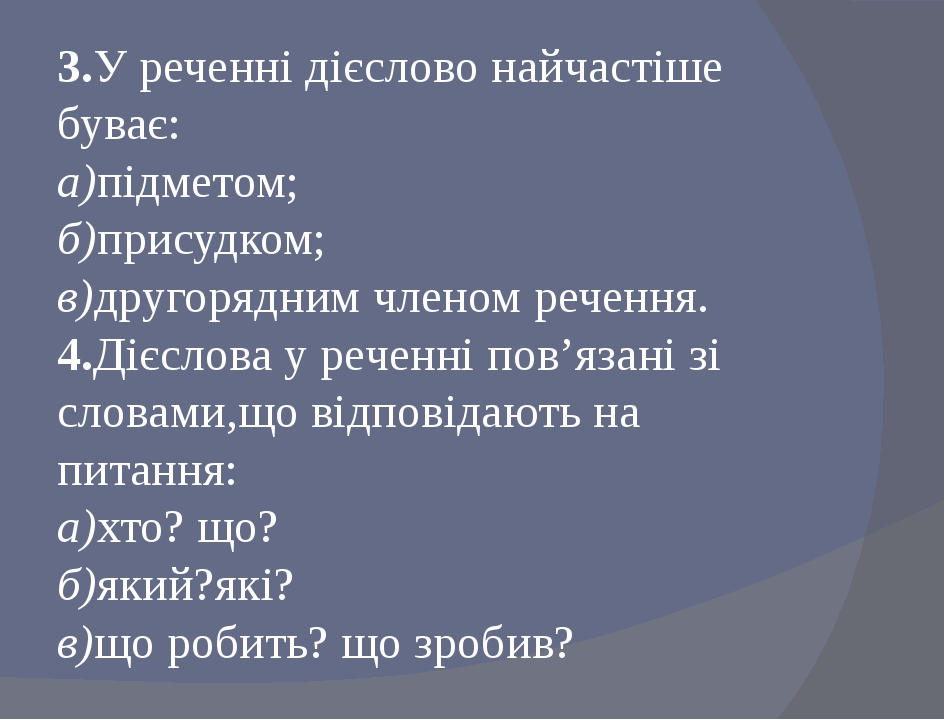 3.У реченні дієслово найчастіше
буває:
а)підметом;
б)присудком;
в)другорядним членом речення.
4.Дієслова у реченні пов’язані зі
словами,що відповідають на
питання:
а)хто? що?
б)який?які?
в)що робить? що зробив?